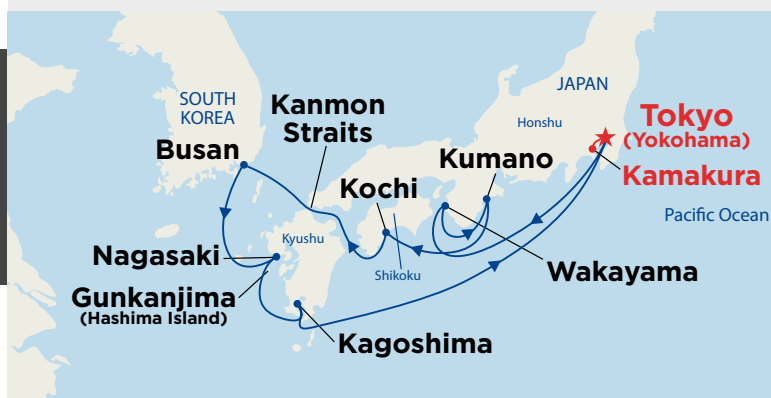 JAPAN
SOUTH
KOREA
Kanmon
Straits
Honshu
Tokyo
(Yokohama)
Busan
Kumano
Kochi
Kamakura
Pacific Ocean
Kyushu
Nagasaki
Shikoku
Wakayama
Gunkanjima
(Hashima Island)
Kagoshima